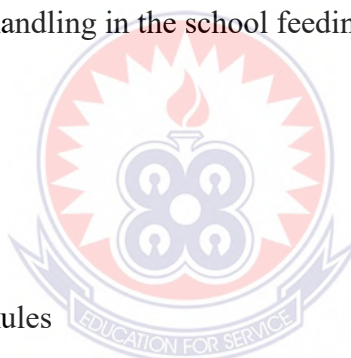 andling in the school feedin
EDUCATION FOR SERVICE
ules